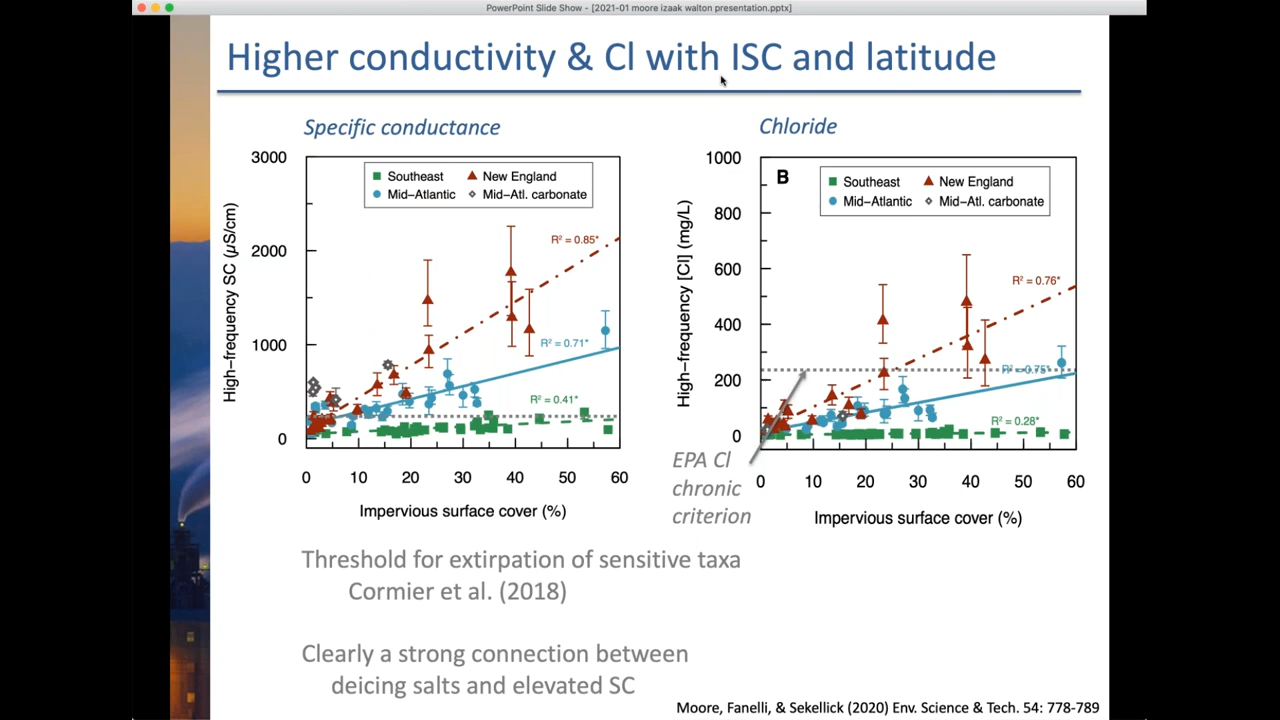 PowerPoint Slide Show - [2021-01 moore izaak walton presentation.pptx]
Higher conductivity & Cl with ISC and latitude
Specific conductance
Chloride
3000
2000
1000
0
High−frequency SC (µS/cm)
Southeast
New England
Mid−Atlantic
Mid−Atl. carbonate
R² = 0.85*
R² = 0.71*
R² = 0.41*
0 10 20 30 40 50 60
Impervious surface cover (%)
1000
800
600
400
200
0
High−frequency [Cl] (mg/L)
B
Southeast
New England
Mid−Atlantic
Mid−Atl. carbonate
R² = 0.76*
R² = 0.75*
R² = 0.28*
0 10 20 30 40 50 60
Impervious surface cover (%)
EPA Cl
chronic
criterion
Threshold for extirpation of sensitive taxa
Cormier et al. (2018)
Clearly a strong connection between
deicing salts and elevated SC
Moore, Fanelli, & Sekellick (2020) Env. Science & Tech. 54: 778-789